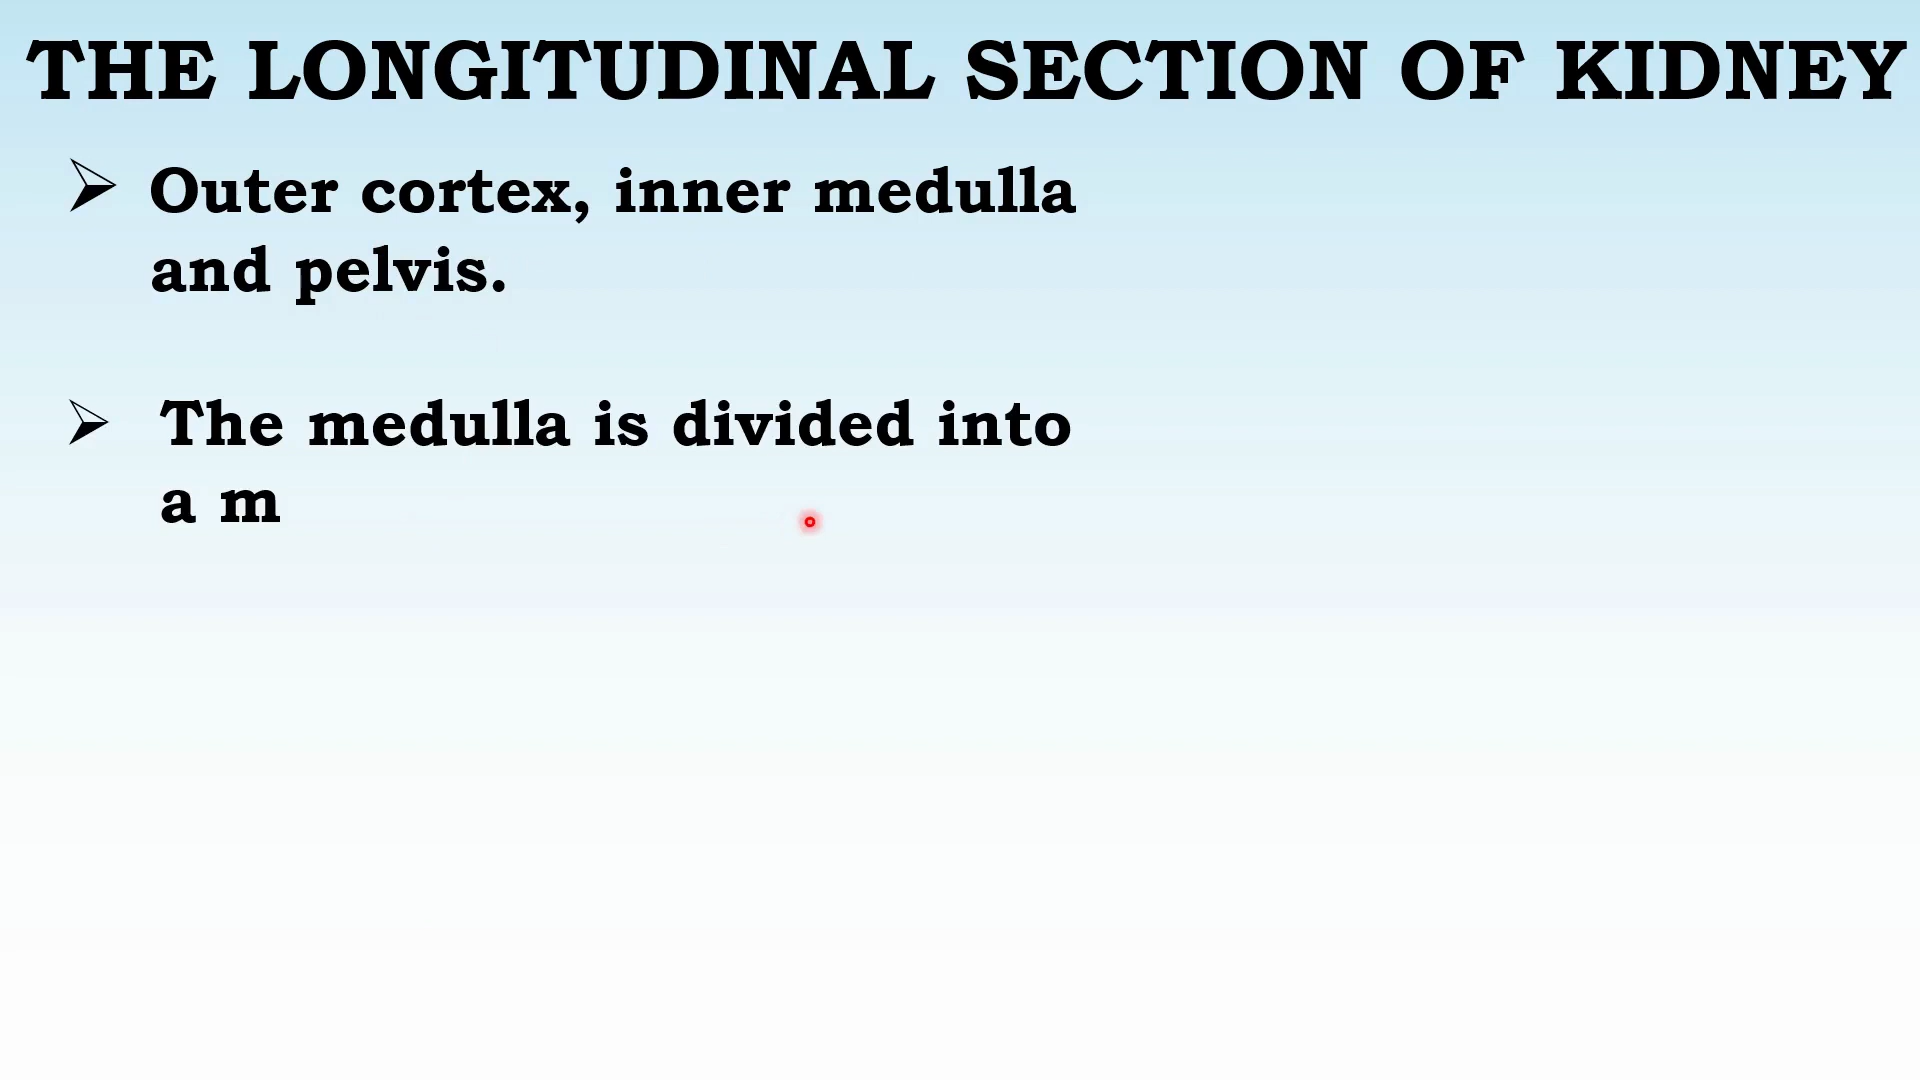 THE LONGITUDINAL SECTION OF KIDNEY
Outer cortex, inner medulla
and pelvis.
The medulla is divided into
a m